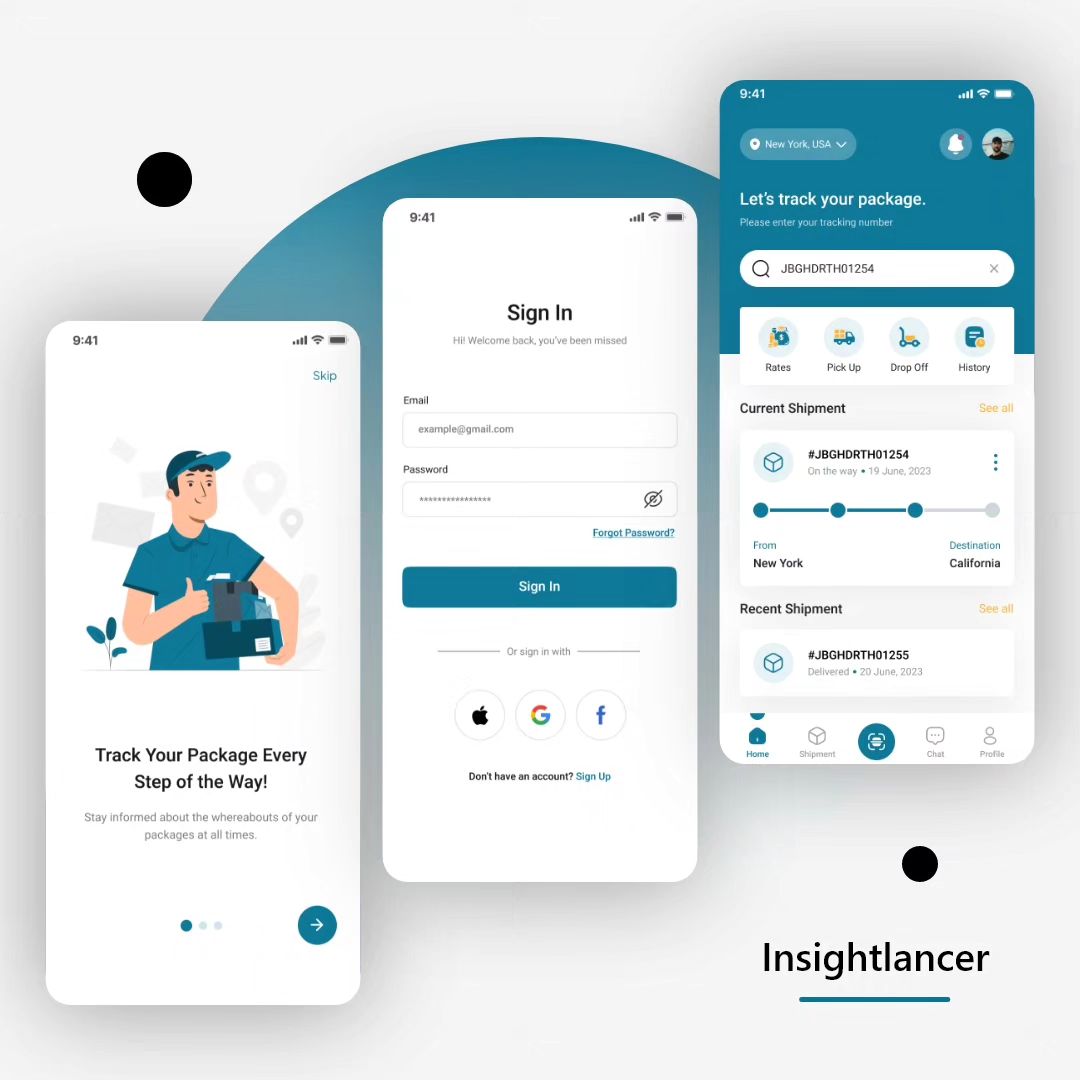 9:41
Skip
Track Your Package Every
Step of the Way!
Stay informed about the whereabouts of your
packages at all times.
9:41
Sign In
Hi! Welcome back, you've been missed
Email
example@gmail.com
Password
****************
Forgot Password?
Sign In
Or sign in with
Don't have an account? Sign Up
9:41
New York, USA
Let's track your package.
Please enter your tracking number
JBGHDRTH01254
Rates
Pick Up
Drop Off
History
Current Shipment
See all
#JBGHDRTH01254
On the way • 19 June, 2023
From
Destination
New York
California
Recent Shipment
See all
#JBGHDRTH01255
Delivered • 20 June, 2023
Home
Shipment
Chat
Profile
Insightlancer